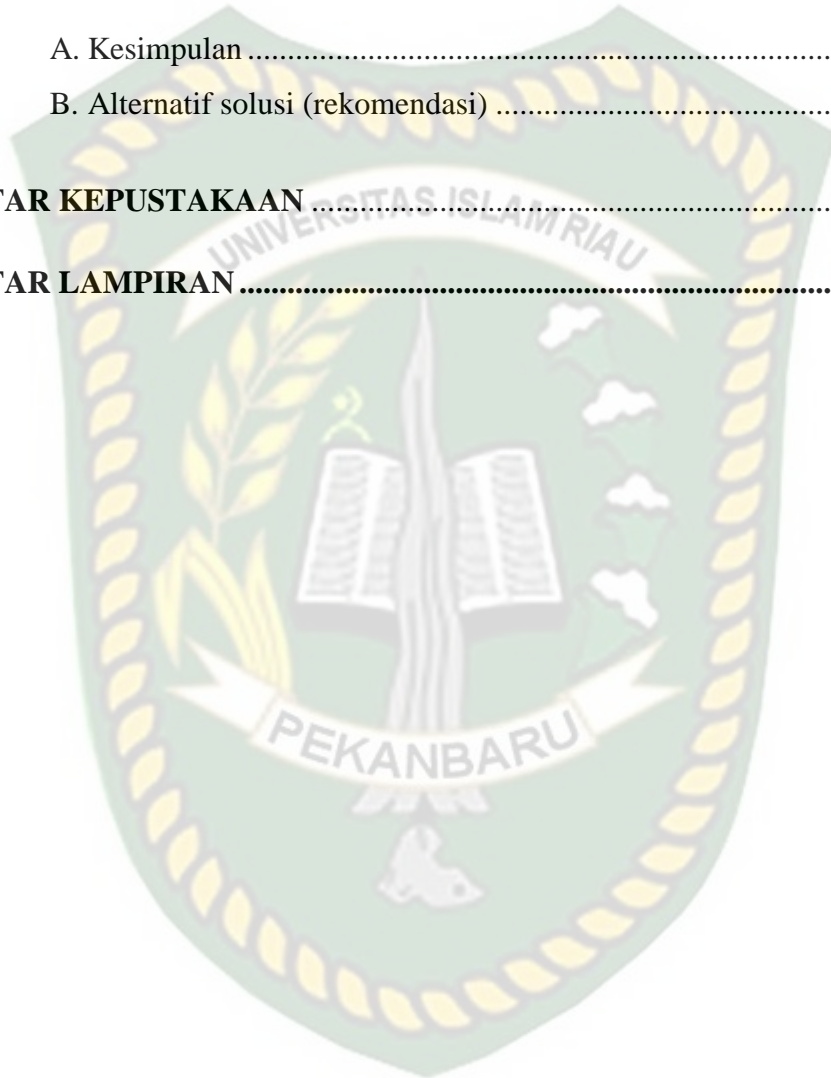 A. Kesimpulan ..........................................................................
B. Alternatif solusi (rekomendasi) ...........................................
TAR KEPUSTAKAAN .................................................................
TAR LAMPIRAN..........................................................................
UNIVERSITAS ISLAM RIAU
PEKANBARU